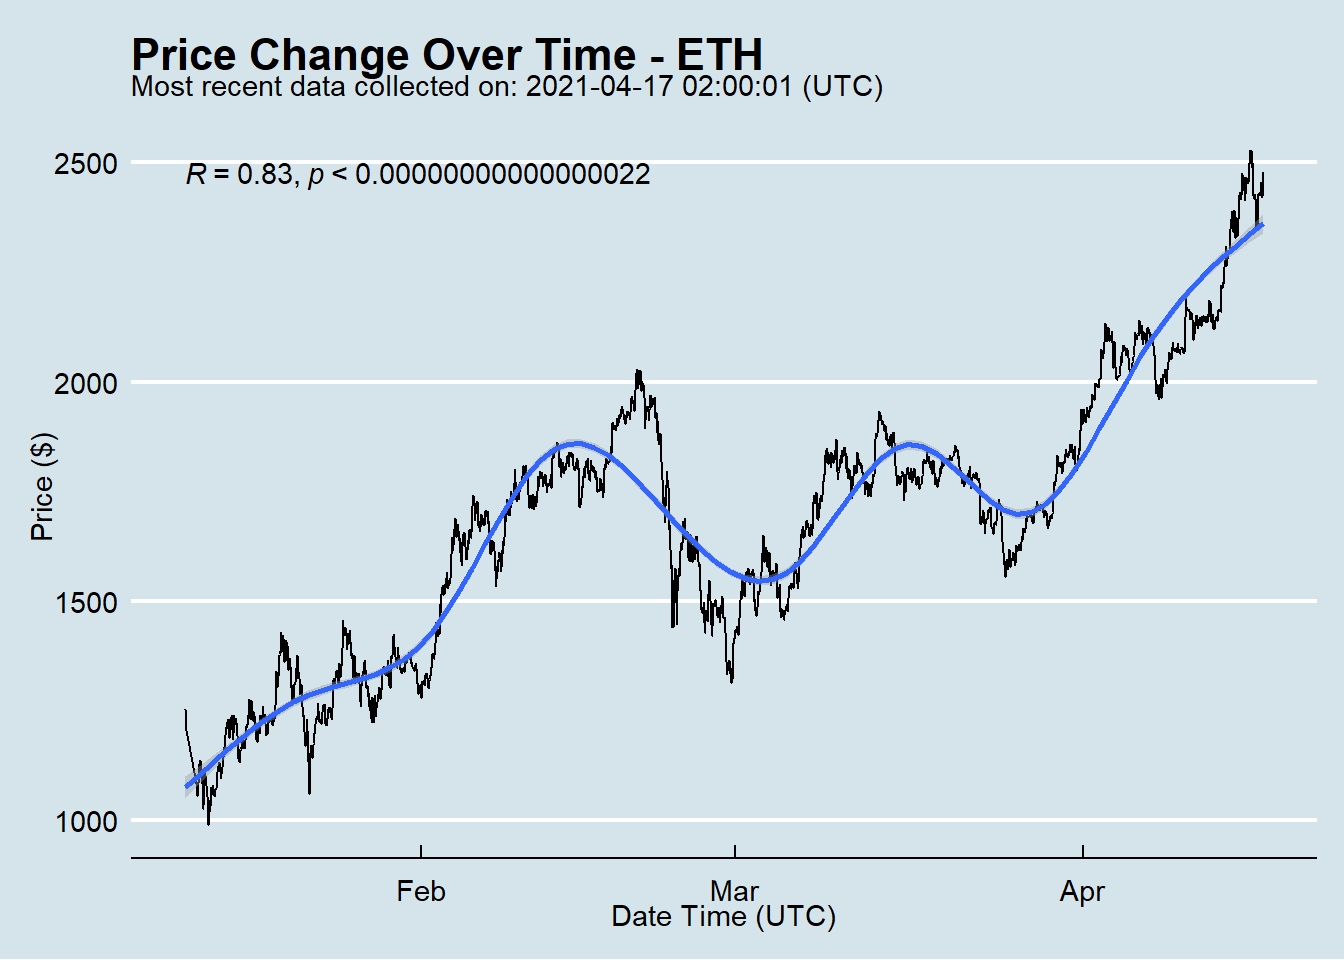 Price Change Over Time - ETH
Most recent data collected on: 2021-04-17 02:00:01 (UTC)
R = 0.83, p < 0.00000000000000022
2500
2000
1500
1000
Price ($)
Feb
Mar
Apr
Date Time (UTC)